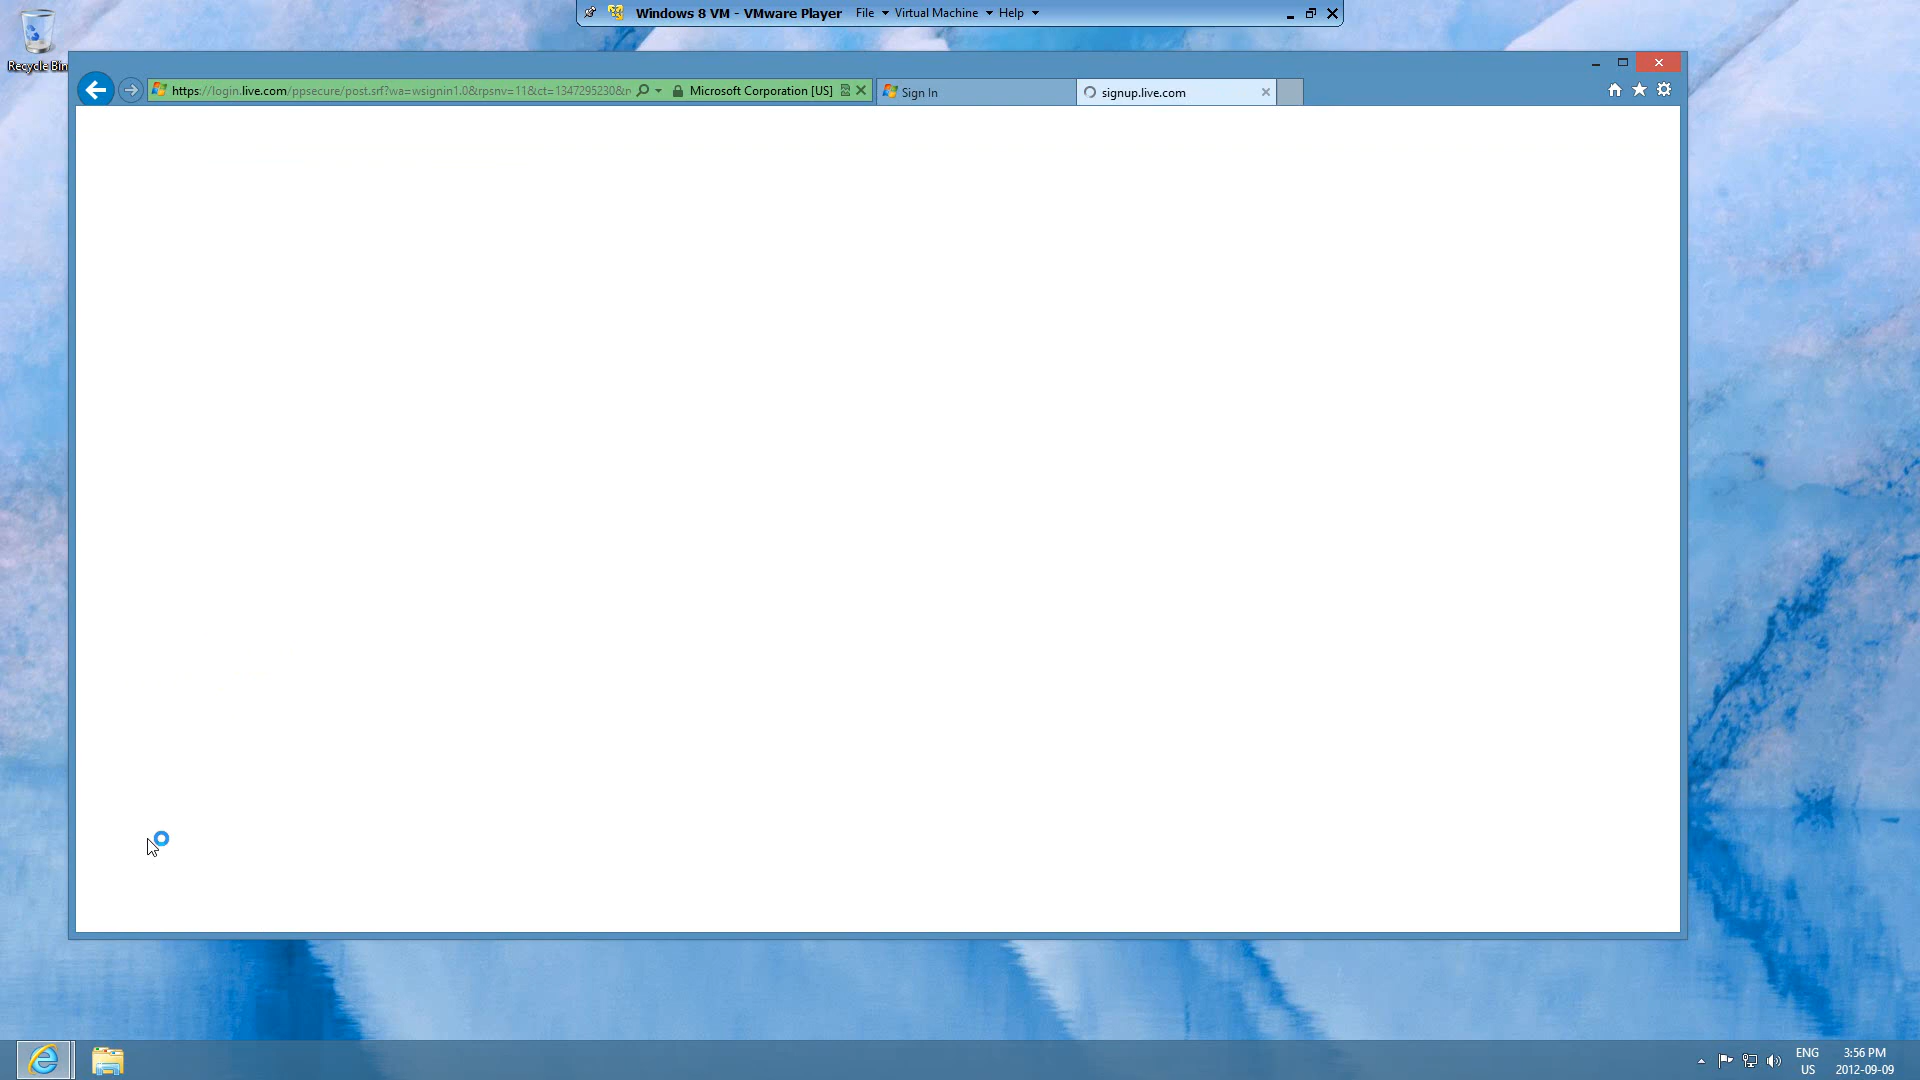 Windows 8 VM - VMware Player File Virtual Machine Help
Recycle Bin
https://login.live.com/ppsecure/post.srf?wa=wsignin1.0&rpsnv=11&ct=1347295230&r Microsoft Corporation [US] Sign In signup.live.com
ENG 3:56 PM
US 2012-09-09